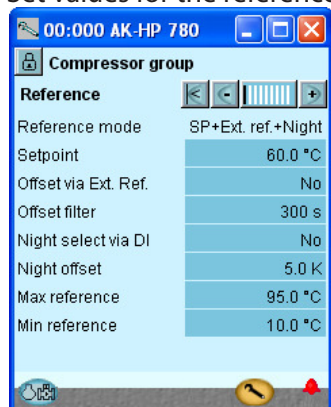 Set values for the reference
00:000 AK-HP 780
Compressor group
Reference
Reference mode SP+Ext. ref.+Night
Setpoint 60.0 °C
Offset via Ext. Ref. No
Offset filter 300 s
Night select via DI No
Night offset 5.0 K
Max reference 95.0 °C
Min reference 10.0 °C